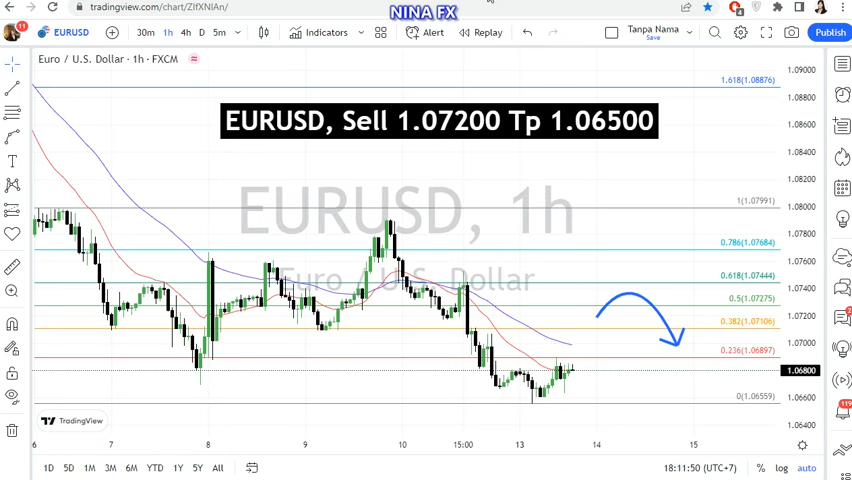 tradingview.com/chart/ZlfXNIAn/
NINA FX
11
EURUSD
30m 1h 4h D 5m
Indicators
Alert
Replay
Tanpa Nama
Save
Publish
Euro / U.S. Dollar · 1h · FXCM
EURUSD, Sell 1.07200 Tp 1.06500
EURUSD, 1h
Euro / U.S. Dollar
1.618(1.08876)
1(1.07991)
0.786(1.07684)
0.618(1.07444)
0.5(1.07275)
0.382(1.07106)
0.236(1.06897)
0(1.06559)
1.09000
1.08800
1.08600
1.08400
1.08200
1.08000
1.07800
1.07600
1.07400
1.07200
1.07000
1.06800
1.06600
1.06400
TradingView
6 7 8 9 10 15:00 13 14 15
1D 5D 1M 3M 6M YTD 1Y 5Y All
18:11:50 (UTC+7)
% log auto
119